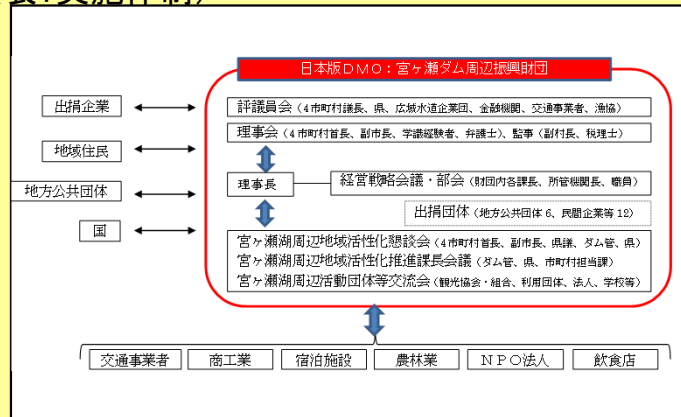 実施体制）
日本版ＤＭＯ：宮ヶ瀬ダム周辺振興財団
出捐企業
地域住民
地方公共団体
国
評議員会（４市町村議長、県、広域水道企業団、金融機関、交通事業者、漁協）
理事会（４市町村首長、副市長、学識経験者、弁護士）、監事（副村長、税理士）
理事長
経営戦略会議・部会（財団内各課長、所管機関長、職員）
出捐団体（地方公共団体６、民間企業等１２）
宮ヶ瀬湖周辺地域活性化懇談会（４市町村首長、副市長、県議、ダム管、県）
宮ヶ瀬湖周辺地域活性化推進課長会議（ダム管、県、市町村担当課）
宮ヶ瀬湖周辺活動団体等交流会（観光協会・組合、利用団体、法人、学校等）
交通事業者
商工業
宿泊施設
農林業
ＮＰＯ法人
飲食店